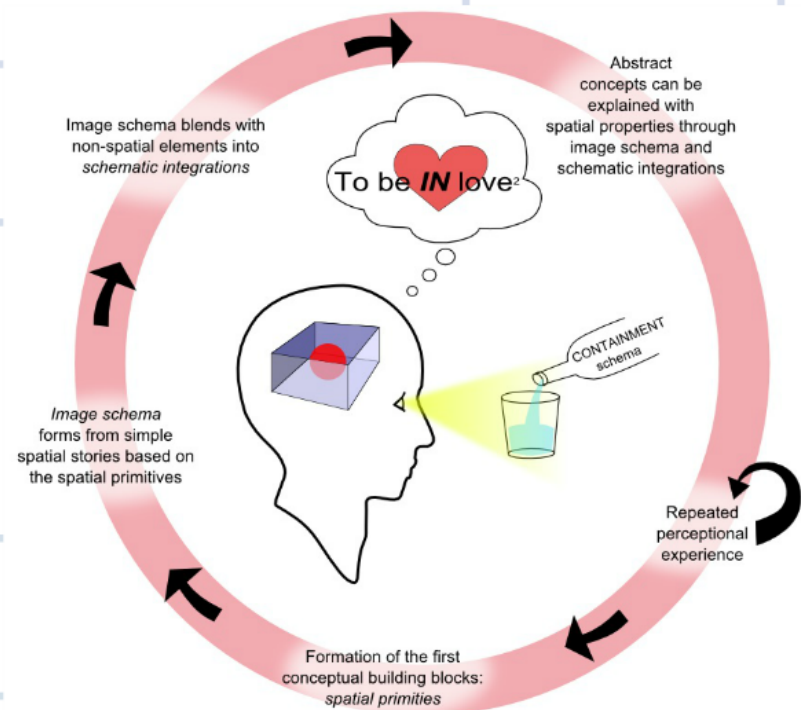 Abstract
concepts can be
explained with
spatial properties through
image schema and
schematic integrations
Image schema blends with
non-spatial elements into
schematic integrations
To be IN love²
CONTAINMENT
schema
Image schema
forms from simple
spatial stories based on
the spatial primitives
Repeated
perceptional
experience
Formation of the first
conceptual building blocks:
spatial primities